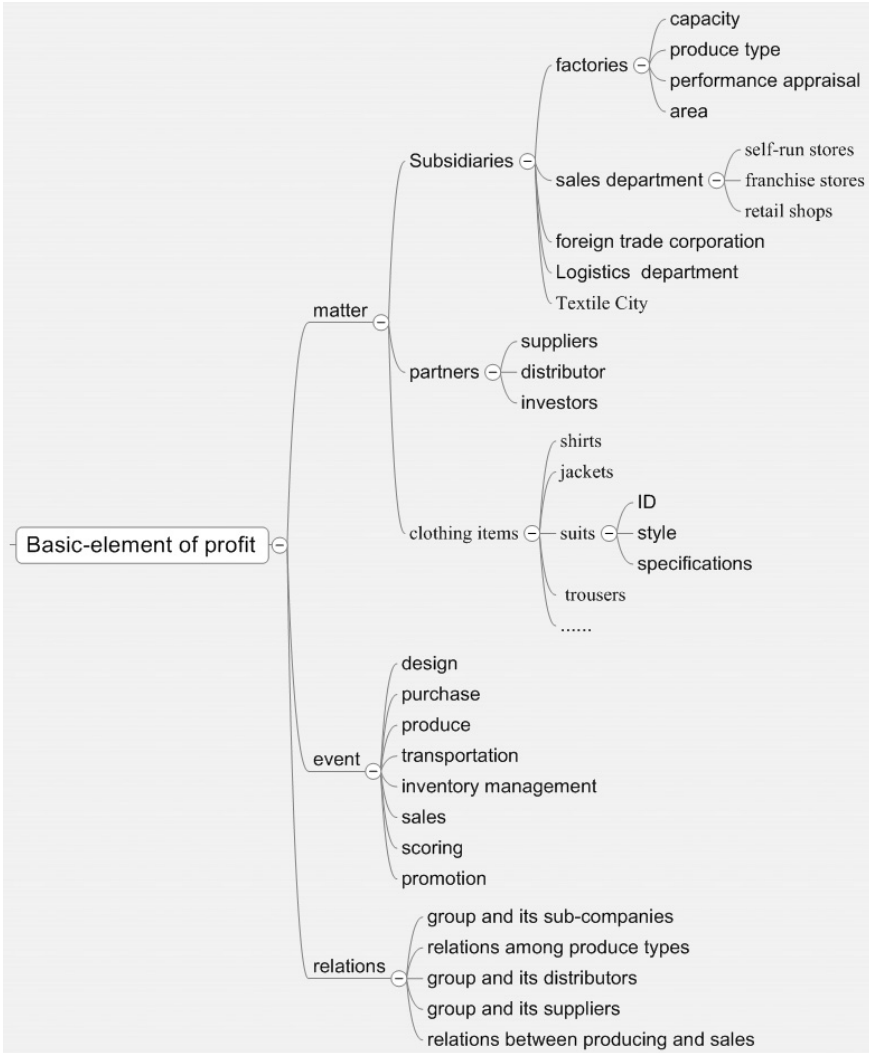 capacity
produce type
factories
performance appraisal
area
self-run stores
Subsidiaries
sales department
franchise stores
retail shops
foreign trade corporation
Logistics department
Textile City
matter
suppliers
partners
distributor
investors
shirts
jackets
ID
clothing items
suits
style
specifications
Basic-element of profit
trousers
......
design
purchase
produce
event
transportation
inventory management
sales
scoring
promotion
group and its sub-companies
relations among produce types
relations
group and its distributors
group and its suppliers
relations between producing and sales